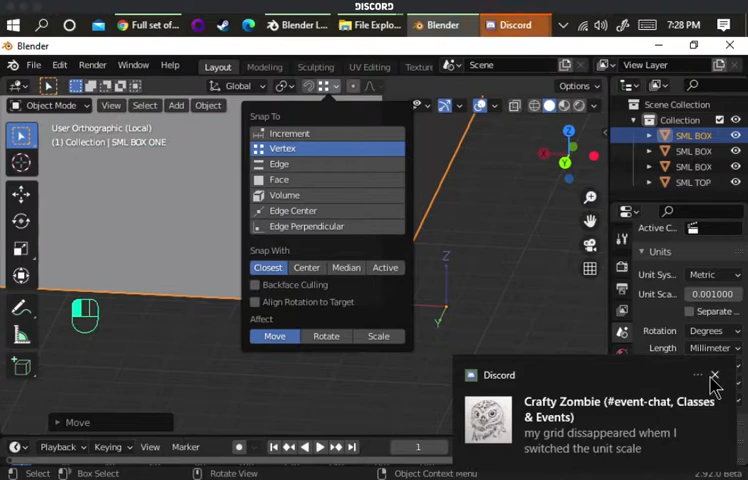 DISCORD
Full set of
Blender L
File Explo
Blender
Discord
7:28 PM
Blender
File Edit Render Window Help
Layout Modeling Sculpting UV Editing Textur
Scene
View Layer
Global
Options
Object Mode View Select Add Object
User Orthographic (Local)
(1) Collection | SML BOX ONE
Snap To
Increment
Vertex
Edge
Face
Volume
Edge Center
Edge Perpendicular
Snap With
Closest Center Median Active
Backface Culling
Align Rotation to Target
Affect
Move Rotate Scale
Z
X
Y
Z
Y
Scene Collection
Collection
SML BOX
SML BOX
SML BOX
SML TOP
Active C...
Units
Unit Sys... Metric
Unit Sca... 0.001000
Separate ...
Rotation Degrees
Length Millimeter
Discord
Crafty Zombie (#event-chat, Classes
& Events)
my grid dissappeared whem I
switched the unit scale
Move
Playback Keying View Marker
1
Select
Box Select
Rotate View
Object Context Menu
2.92.0 Beta